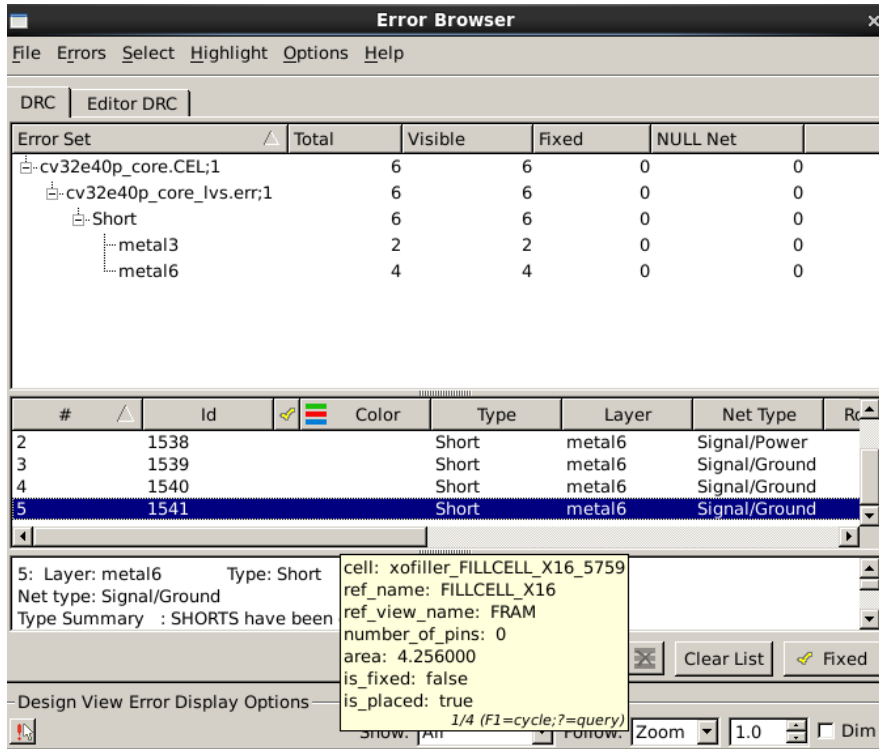 Error Browser
File Errors Select Highlight Options Help
DRC Editor DRC
Error Set Total Visible Fixed NULL Net
cv32e40p_core.CEL;1 6 6 0 0
cv32e40p_core_lvs.err;1 6 6 0 0
Short 6 6 0 0
metal3 2 2 0 0
metal6 4 4 0 0
# Id Color Type Layer Net Type
2 1538 Short metal6 Signal/Power
3 1539 Short metal6 Signal/Ground
4 1540 Short metal6 Signal/Ground
5 1541 Short metal6 Signal/Ground
5: Layer: metal6 Type: Short
Net type: Signal/Ground
Type Summary : SHORTS have been
cell: xofiller_FILLCELL_X16_5759
ref_name: FILLCELL_X16
ref_view_name: FRAM
number_of_pins: 0
area: 4.256000
is_fixed: false
is_placed: true
1/4 (F1=cycle;?=query)
Clear List Fixed
Design View Error Display Options
Show: All Follow: Zoom 1.0 Dim